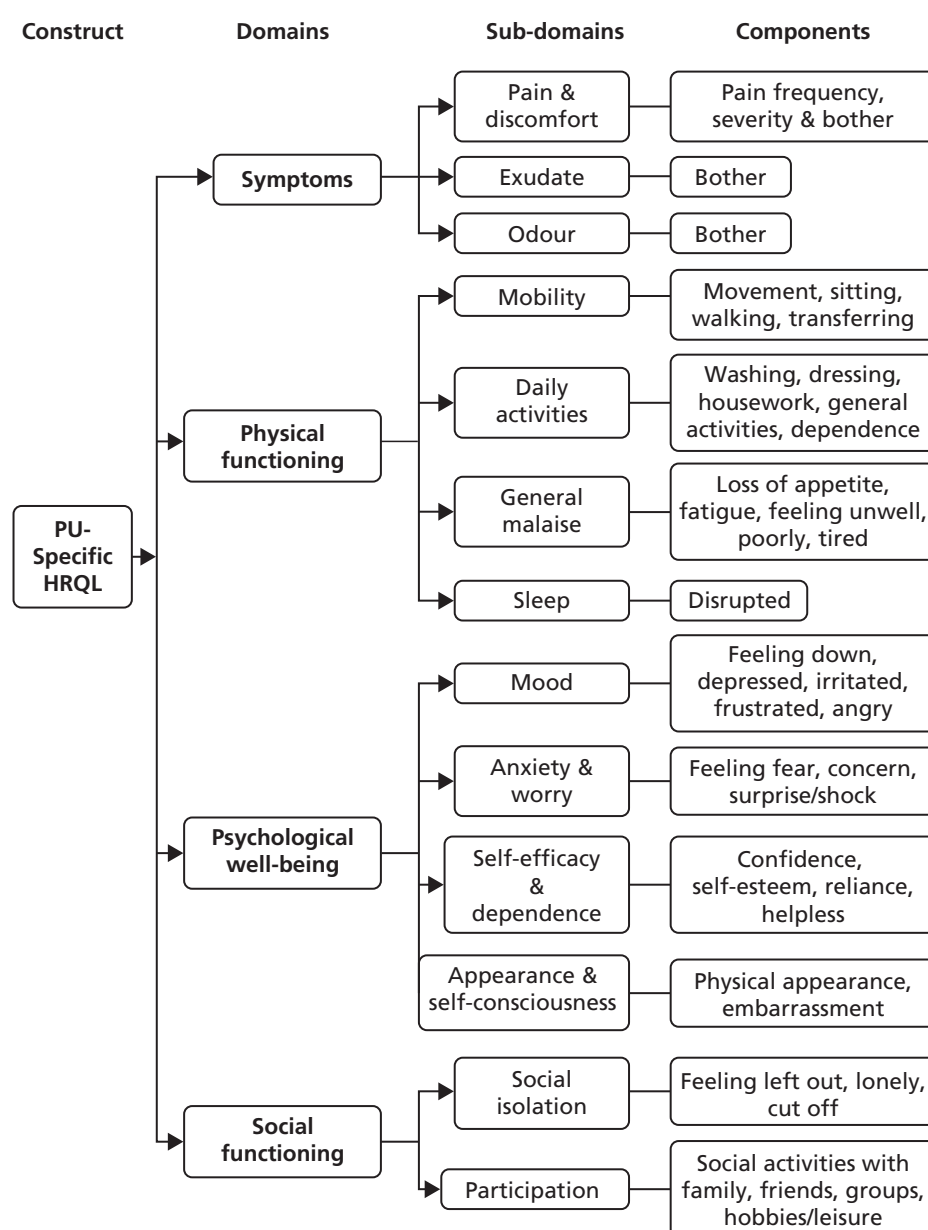 Construct
Domains
Sub-domains
Components
PU-
Specific
HRQL
Symptoms
Pain &
discomfort
Pain frequency,
severity & bother
Exudate
Bother
Odour
Bother
Physical
functioning
Mobility
Movement, sitting,
walking, transferring
Daily
activities
Washing, dressing,
housework, general
activities, dependence
General
malaise
Loss of appetite,
fatigue, feeling unwell,
poorly, tired
Sleep
Disrupted
Psychological
well-being
Mood
Feeling down,
depressed, irritated,
frustrated, angry
Anxiety &
worry
Feeling fear, concern,
surprise/shock
Self-efficacy
&
dependence
Confidence,
self-esteem, reliance,
helpless
Appearance &
self-consciousness
Physical appearance,
embarrassment
Social
functioning
Social
isolation
Feeling left out, lonely,
cut off
Participation
Social activities with
family, friends, groups,
hobbies/leisure